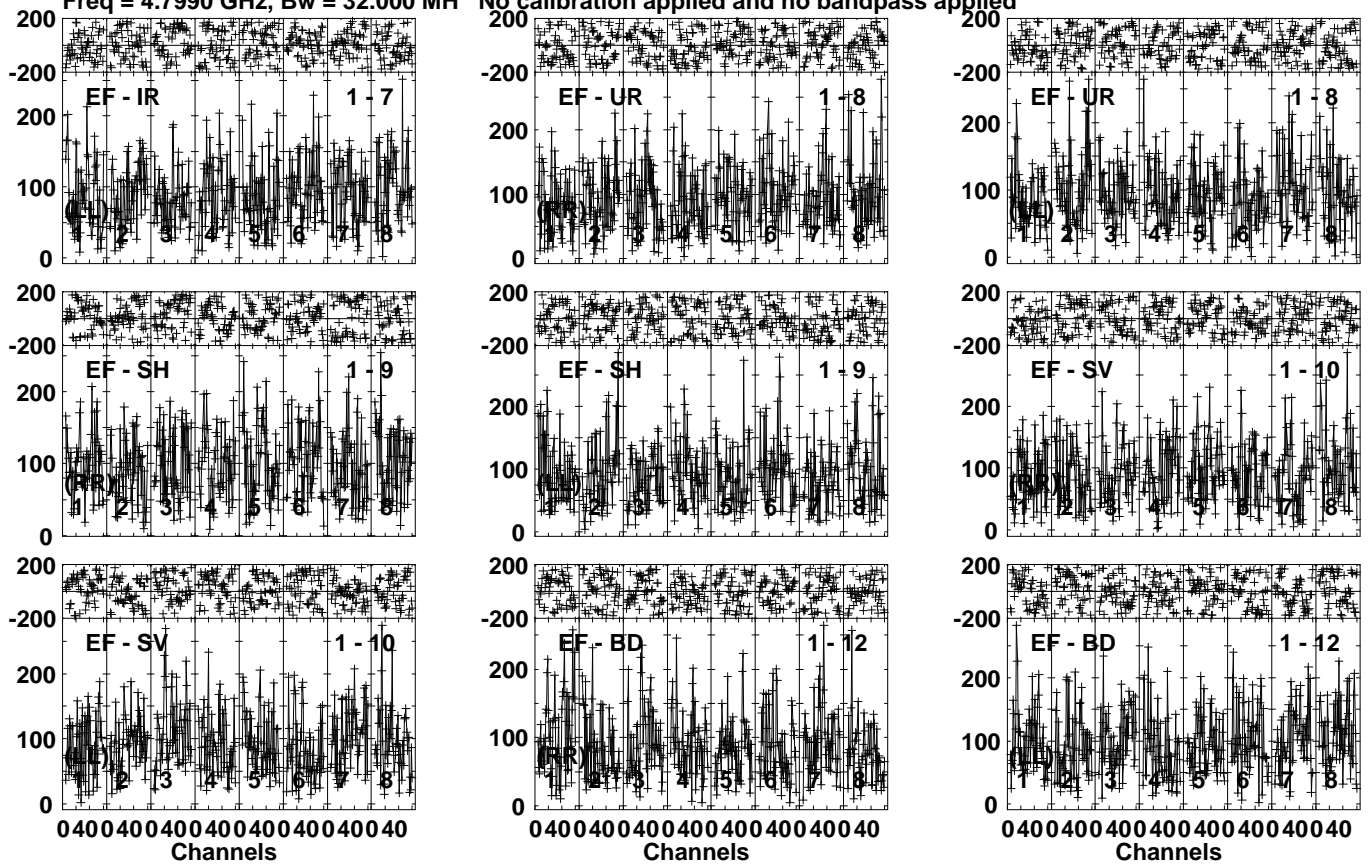 Freq = 4.7990 GHz, Bw = 32.000 MH No calibration applied and no bandpass applied
200 200 200
-200 -200 -200
EF - IR 1 - 7 EF - UR 1 - 8 EF - UR 1 - 8
200 200 200
100 100 100
(LL) (RR) (LL)
1 2 3 4 5 6 7 8 1 2 3 4 5 6 7 8 1 2 3 4 5 6 7 8
0 0 0
200 200 200
-200 -200 -200
EF - SH 1 - 9 EF - SH 1 - 9 EF - SV 1 - 10
200 200 200
100 100 100
(RR) (LL) (RR)
1 2 3 4 5 6 7 8 1 2 3 4 5 6 7 8 1 2 3 4 5 6 7 8
0 0 0
200 200 200
-200 -200 -200
EF - SV 1 - 10 EF - BD 1 - 12 EF - BD 1 - 12
200 200 200
100 100 100
(LL) (RR) (LL)
1 2 3 4 5 6 7 8 1 2 3 4 5 6 7 8 1 2 3 4 5 6 7 8
0 0 0
0 40 0 40 0 40 0 40 0 40 0 40 0 40 0 40 0 40 0 40 0 40 0 40 0 40 0 40 0 40 0 40 0 40 0 40 0 40 0 40 0 40 0 40 0 40 0 40
Channels Channels Channels